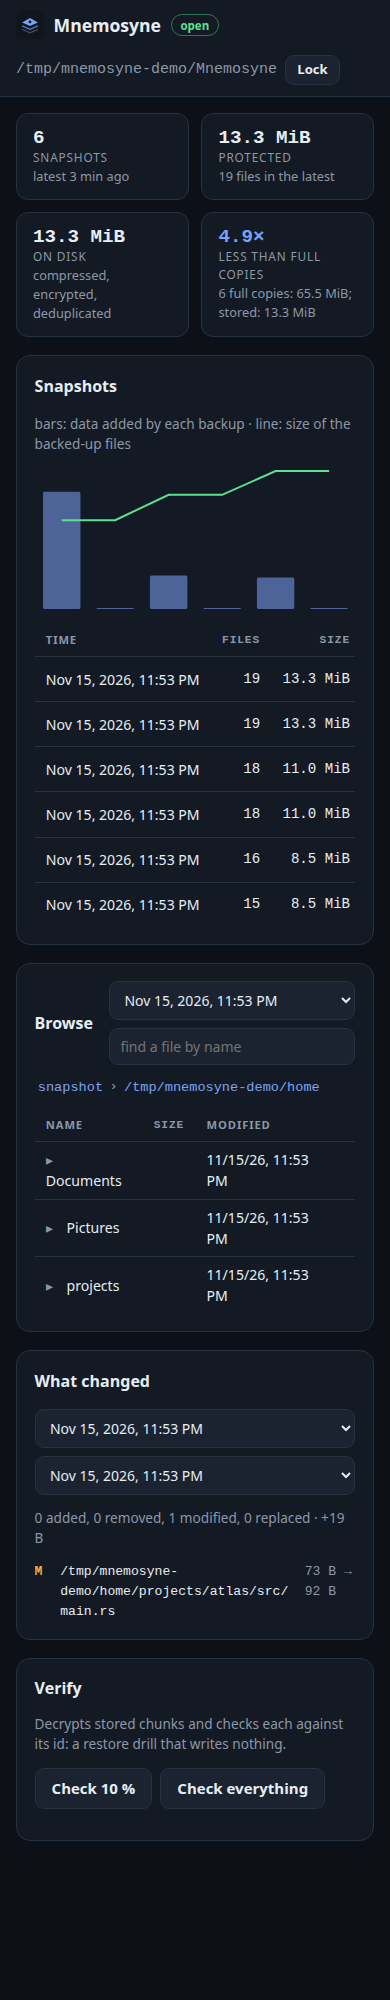 Mnemosyne open
/tmp/mnemosyne-demo/Mnemosyne Lock
6
SNAPSHOTS
latest 3 min ago
13.3 MiB
PROTECTED
19 files in the latest
13.3 MiB
ON DISK
compressed,
encrypted,
deduplicated
4.9×
LESS THAN FULL
COPIES
6 full copies: 65.5 MiB;
stored: 13.3 MiB
Snapshots
bars: data added by each backup · line: size of the
backed-up files
TIME FILES SIZE
Nov 15, 2026, 11:53 PM 19 13.3 MiB
Nov 15, 2026, 11:53 PM 19 13.3 MiB
Nov 15, 2026, 11:53 PM 18 11.0 MiB
Nov 15, 2026, 11:53 PM 18 11.0 MiB
Nov 15, 2026, 11:53 PM 16 8.5 MiB
Nov 15, 2026, 11:53 PM 15 8.5 MiB
Browse
Nov 15, 2026, 11:53 PM
find a file by name
snapshot › /tmp/mnemosyne-demo/home
NAME SIZE MODIFIED
▸
Documents
11/15/26, 11:53
PM
▸ Pictures
11/15/26, 11:53
PM
▸ projects
11/15/26, 11:53
PM
What changed
Nov 15, 2026, 11:53 PM
Nov 15, 2026, 11:53 PM
0 added, 0 removed, 1 modified, 0 replaced · +19
B
M /tmp/mnemosyne-
demo/home/projects/atlas/src/
main.rs
73 B →
92 B
Verify
Decrypts stored chunks and checks each against
its id: a restore drill that writes nothing.
Check 10 % Check everything